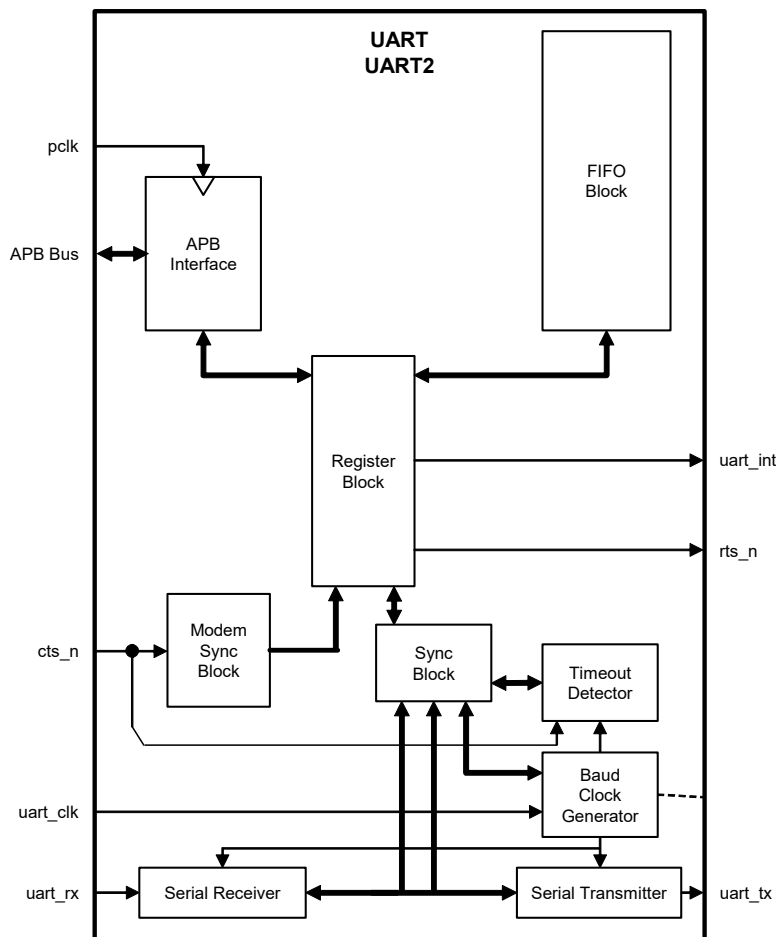 UART
UART2
pclk
FIFO
Block
APB Bus
APB
Interface
Register
Block
uart_int
rts_n
cts_n
Modem
Sync
Block
Sync
Block
Timeout
Detector
uart_clk
Baud
Clock
Generator
uart_rx
Serial Receiver
Serial Transmitter
uart_tx